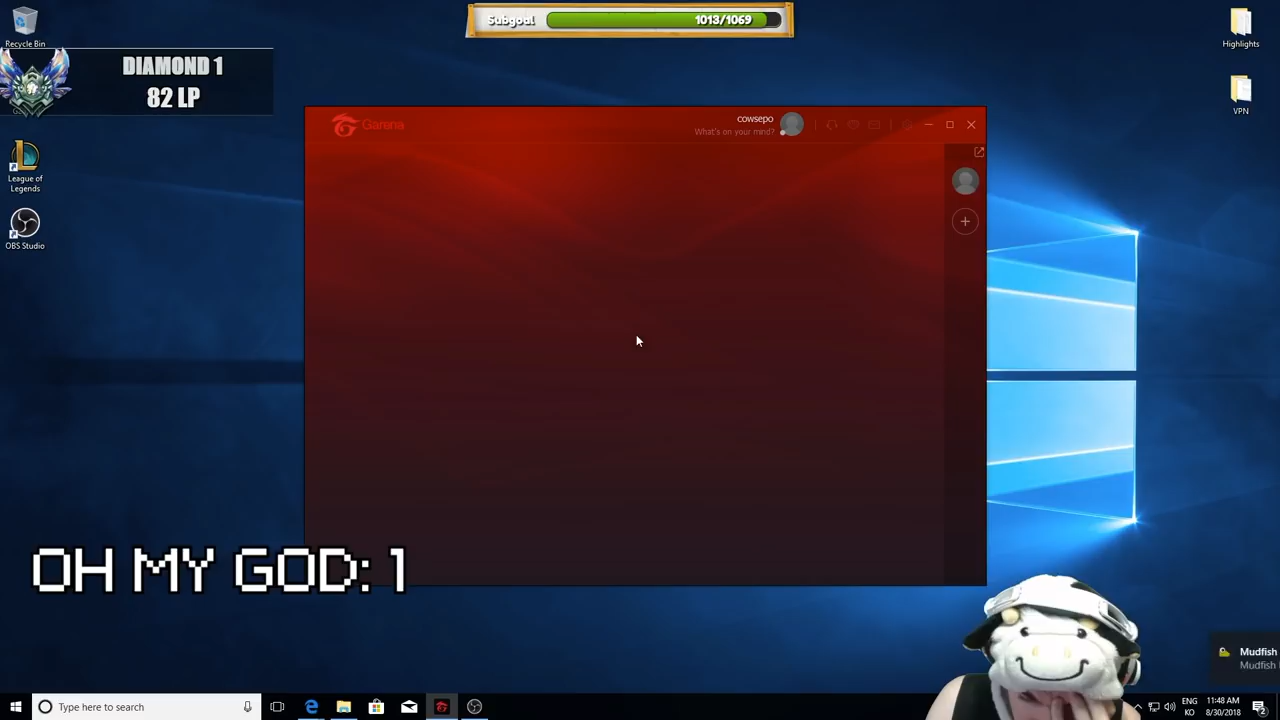 Subgoal
1013/1069
Recycle Bin
DIAMOND 1
82 LP
League of
Legends
OBS Studio
Highlights
VPN
Garena
cowsepo
What's on your mind?
OH MY GOD: 1
Mudfish
Mudfish
Type here to search
ENG
KO
11:48 AM
8/30/2018
2